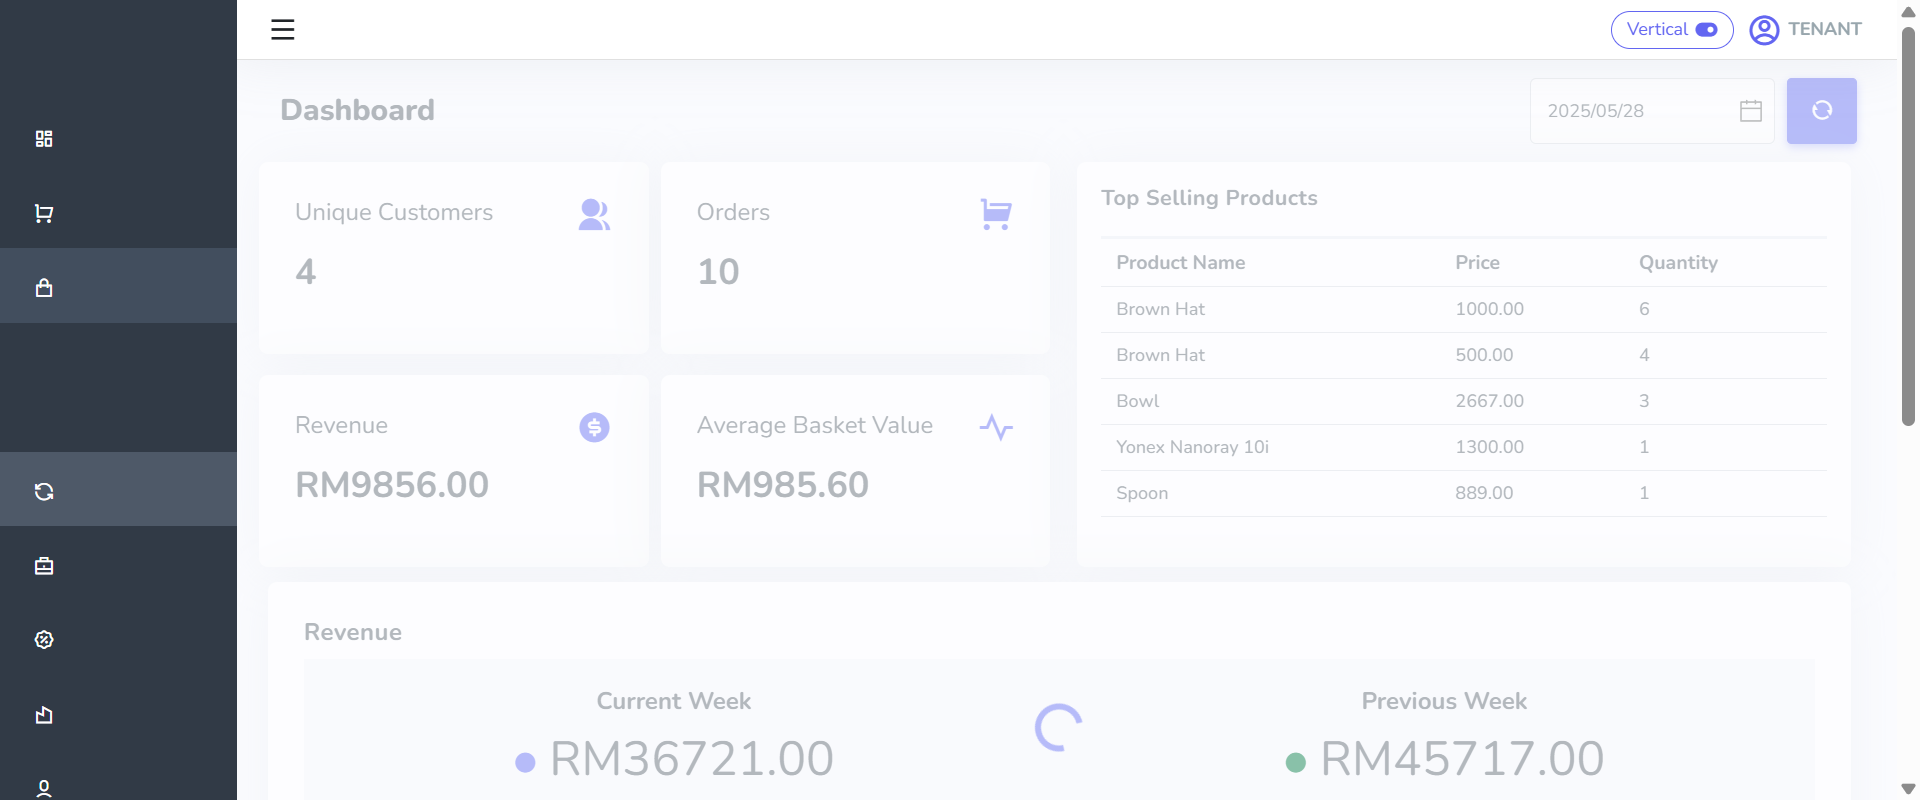 Vertical
TENANT
Dashboard
2025/05/28
Unique Customers
4
Orders
10
Revenue
RM9856.00
Average Basket Value
RM985.60
Top Selling Products
Product Name Price Quantity
Brown Hat 1000.00 6
Brown Hat 500.00 4
Bowl 2667.00 3
Yonex Nanoray 10i 1300.00 1
Spoon 889.00 1
Revenue
Current Week
RM36721.00
Previous Week
RM45717.00